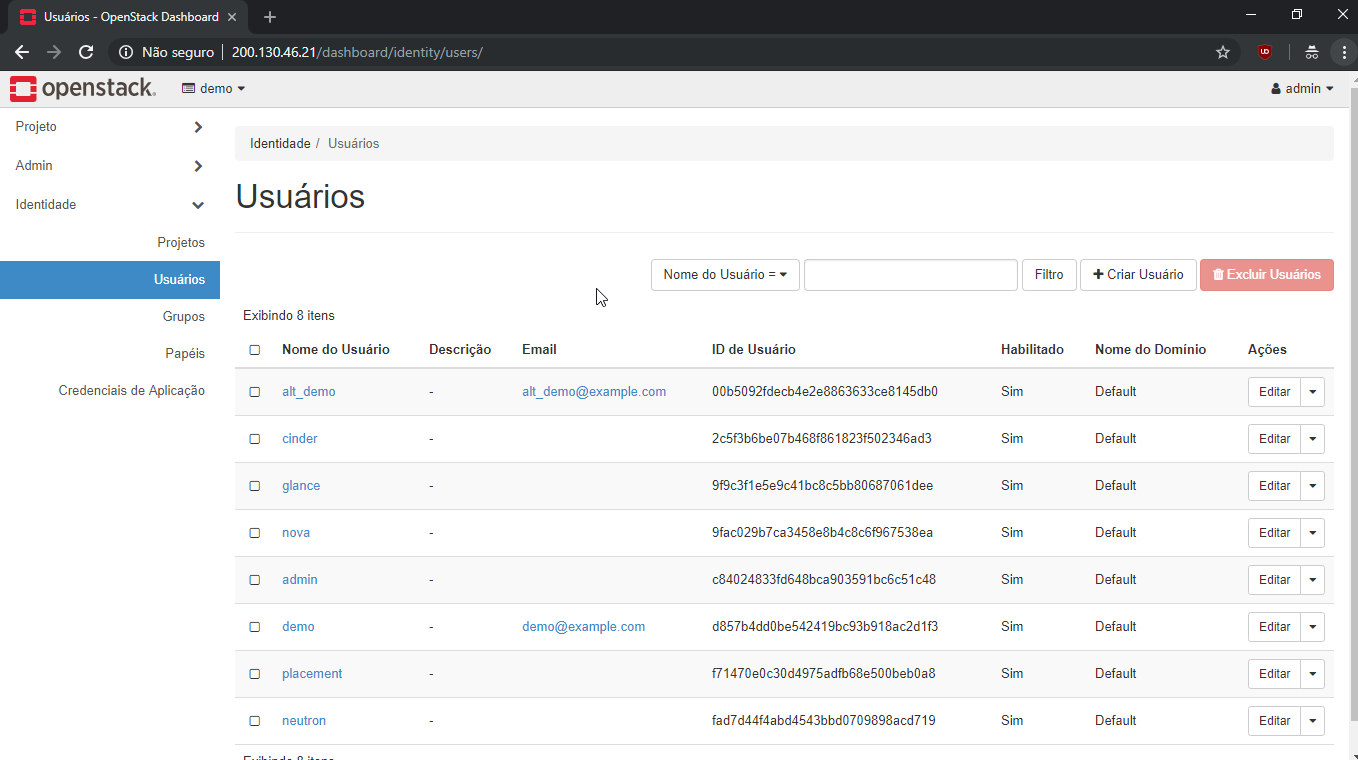 Usuários - OpenStack Dashboard
Não seguro 200.130.46.21/dashboard/identity/users/
openstack. demo admin
Projeto
Admin
Identidade
Projetos
Usuários
Grupos
Papéis
Credenciais de Aplicação
Identidade / Usuários
Usuários
Nome do Usuário = Filtro + Criar Usuário Excluir Usuários
Exibindo 8 itens
Nome do Usuário Descrição Email ID de Usuário Habilitado Nome do Domínio Ações
alt_demo - alt_demo@example.com 00b5092fdecb4e2e8863633ce8145db0 Sim Default Editar
cinder - 2c5f3b6be07b468f861823f502346ad3 Sim Default Editar
glance - 9f9c3f1e5e9c41bc8c5bb80687061dee Sim Default Editar
nova - 9fac029b7ca3458e8b4c8c6f967538ea Sim Default Editar
admin - c84024833fd648bca903591bc6c51c48 Sim Default Editar
demo - demo@example.com d857b4dd0be542419bc93b918ac2d1f3 Sim Default Editar
placement - f71470e0c30d4975adfb68e500beb0a8 Sim Default Editar
neutron - fad7d44f4abd4543bbd0709898acd719 Sim Default Editar
Exibindo 8 itens